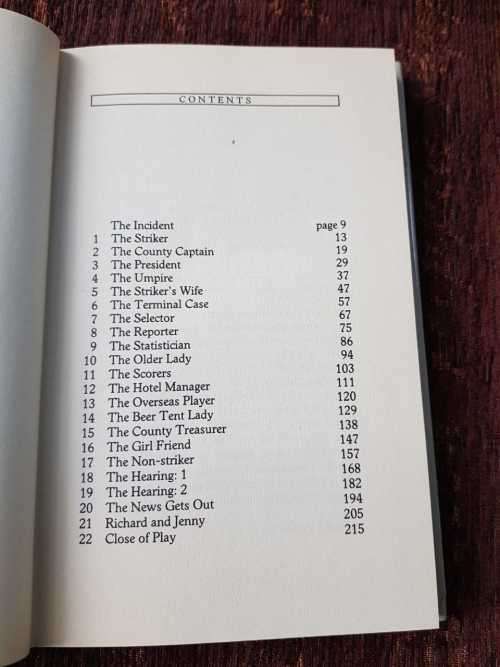 CONTENTS
The Incident page 9
1 The Striker 13
2 The County Captain 19
3 The President 29
4 The Umpire 37
5 The Striker's Wife 47
6 The Terminal Case 57
7 The Selector 67
8 The Reporter 75
9 The Statistician 86
10 The Older Lady 94
11 The Scorers 103
12 The Hotel Manager 111
13 The Overseas Player 120
14 The Beer Tent Lady 129
15 The County Treasurer 138
16 The Girl Friend 147
17 The Non-striker 157
18 The Hearing: 1 168
19 The Hearing: 2 182
20 The News Gets Out 194
21 Richard and Jenny 205
22 Close of Play 215